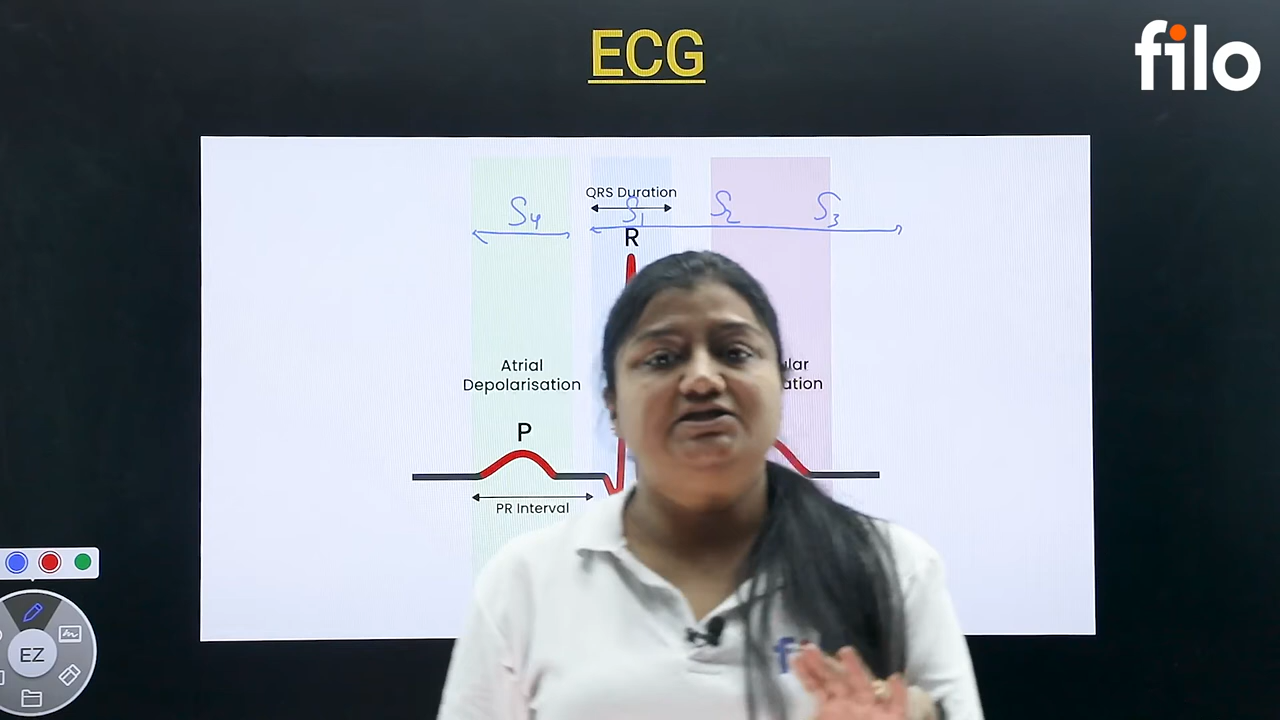 ECG
filo
QRS Duration
S4 S1 S2 S3
R
Atrial
Depolarisation
P
PR Interval
EZ